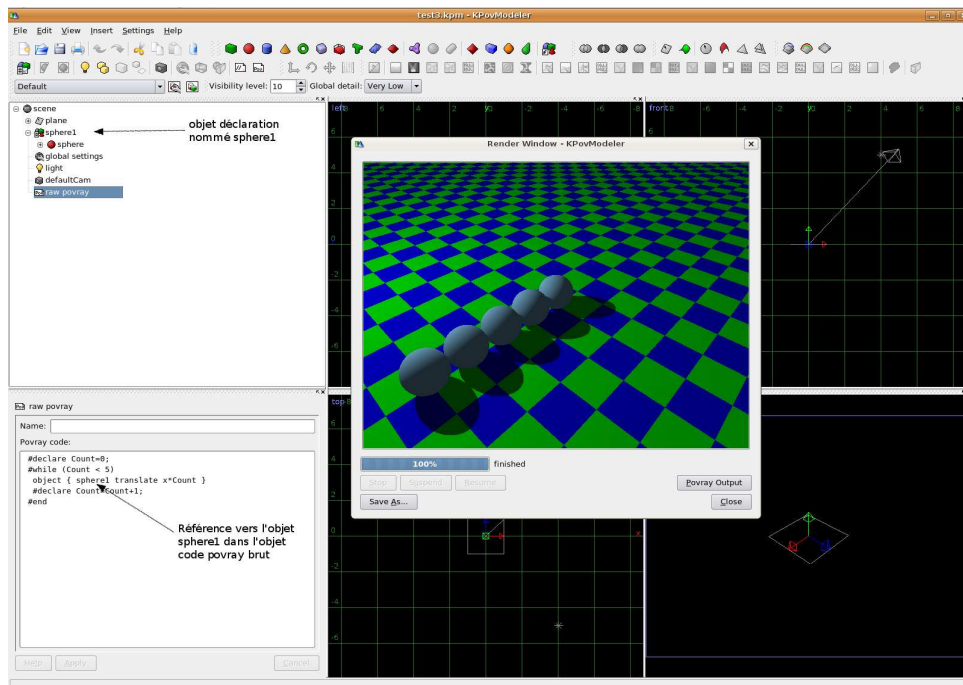 test3.kpm - KPovModeler
File Edit View Insert Settings Help
Default Visibility level: 10 Global detail: Very Low
scene
plane
sphere1
sphere
global settings
light
defaultCam
raw povray
objet déclaration
nommé sphere1
left
front
Render Window - KPovModeler
100% finished
Stop Suspend Resume
Povray Output
Save As...
Close
raw povray
Name:
Povray code:
#declare Count=0;
#while (Count < 5)
object { sphere1 translate x*Count }
#declare Count=Count+1;
#end
Référence vers l'objet
sphere1 dans l'objet
code povray brut
top
Help Apply Cancel